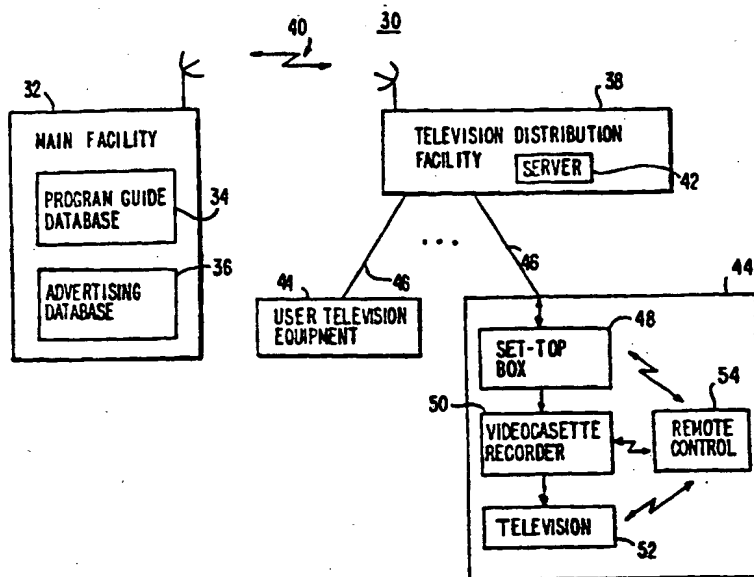 40
30
32
38
MAIN FACILITY
PROGRAM GUIDE
DATABASE
34
ADVERTISING
DATABASE
36
TELEVISION DISTRIBUTION
FACILITY
SERVER
42
...
44
46
46
44
USER TELEVISION
EQUIPMENT
SET-TOP
BOX
48
50
VIDEOCASETTE
RECORDER
54
REMOTE
CONTROL
TELEVISION
52